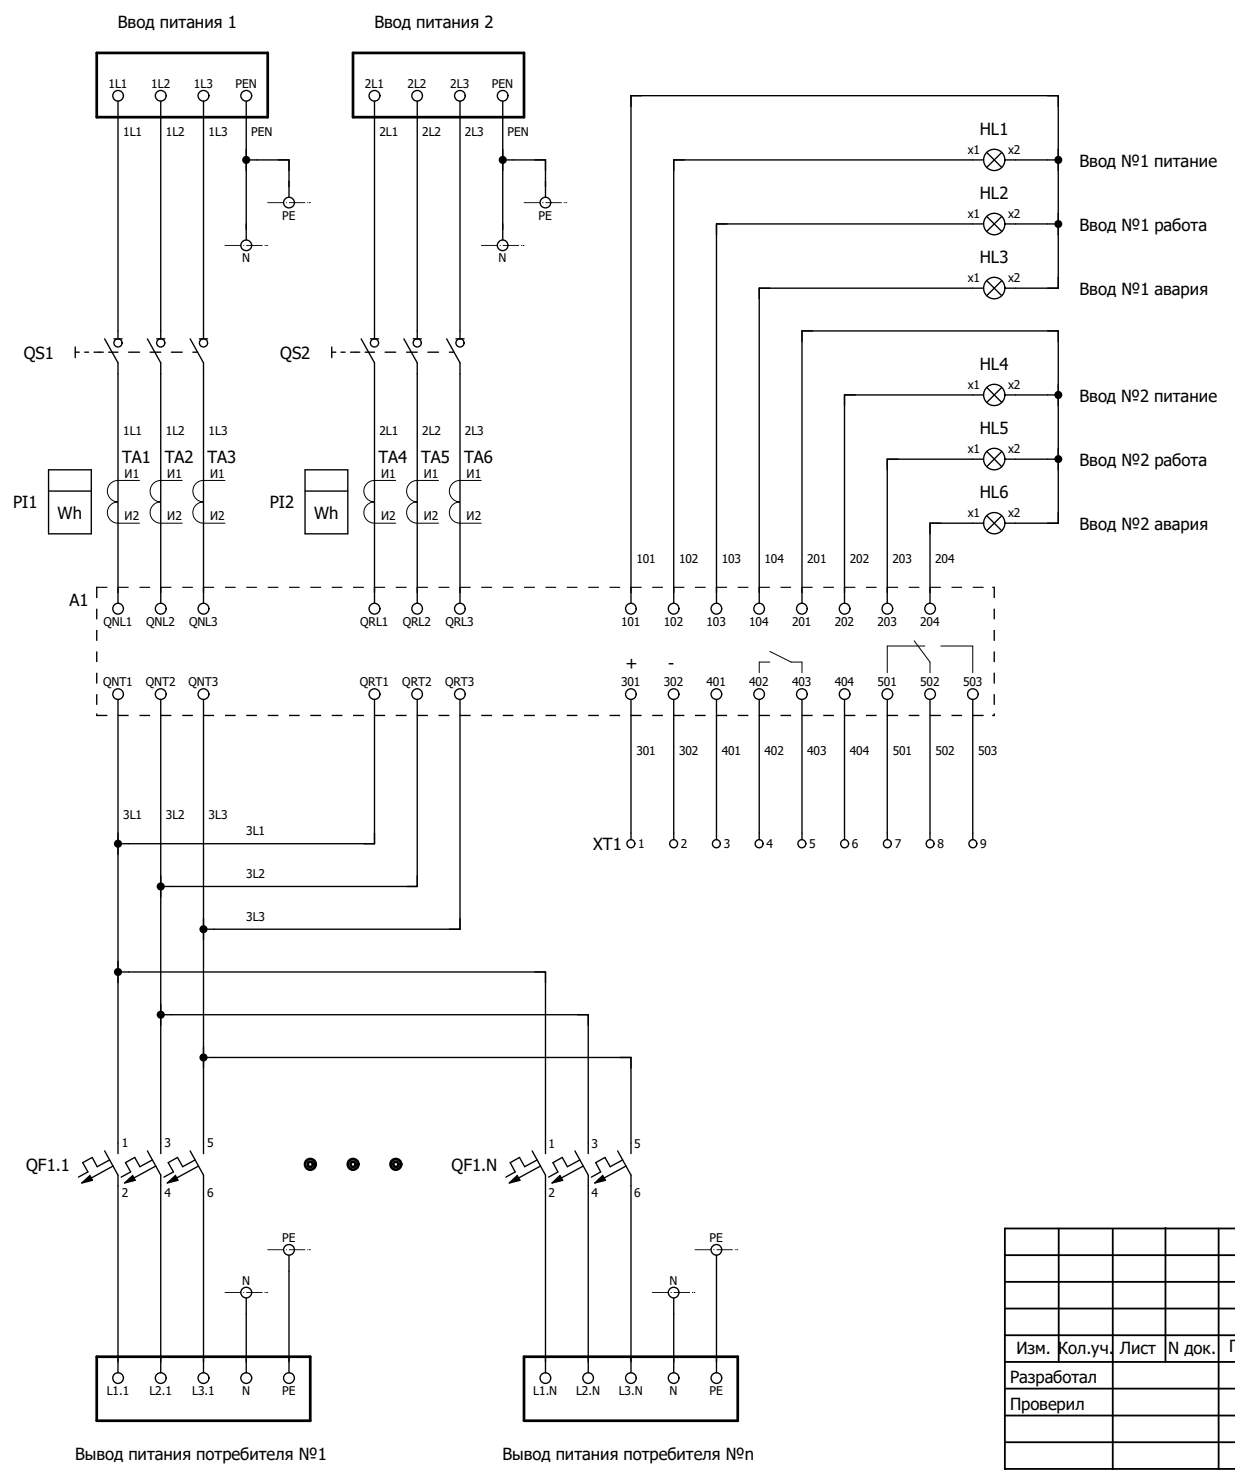 Ввод питания 1 Ввод питания 2
1L1 1L2 1L3 PEN 2L1 2L2 2L3 PEN
1L1 1L2 1L3 PEN 2L1 2L2 2L3 PEN
HL1
x1 x2 Ввод №1 питание
HL2
x1 x2 Ввод №1 работа
PE PE
N N
HL3
x1 x2 Ввод №1 авария
QS1 QS2
HL4
x1 x2 Ввод №2 питание
1L1 1L2 1L3 2L1 2L2 2L3
HL5
x1 x2 Ввод №2 работа
TA1 TA2 TA3 TA4 TA5 TA6
И1 И1 И1 И1 И1 И1
PI1 Wh PI2 Wh
И2 И2 И2 И2 И2 И2
HL6
x1 x2 Ввод №2 авария
101 102 103 104 201 202 203 204
A1
QNL1 QNL2 QNL3 QRL1 QRL2 QRL3 101 102 103 104 201 202 203 204
+ -
QNT1 QNT2 QNT3 QRT1 QRT2 QRT3 301 302 401 402 403 404 501 502 503
301 302 401 402 403 404 501 502 503
3L1 3L2 3L3
3L1
XT1 1 2 3 4 5 6 7 8 9
3L2
3L3
1 3 5 1 3 5
QF1.1 QF1.N
2 4 6 2 4 6
PE PE
N N
L1.1 L2.1 L3.1 N PE L1.N L2.N L3.N N PE
Вывод питания потребителя №1 Вывод питания потребителя №n
Изм. Кол.уч. Лист N док.
Разработал
Проверил